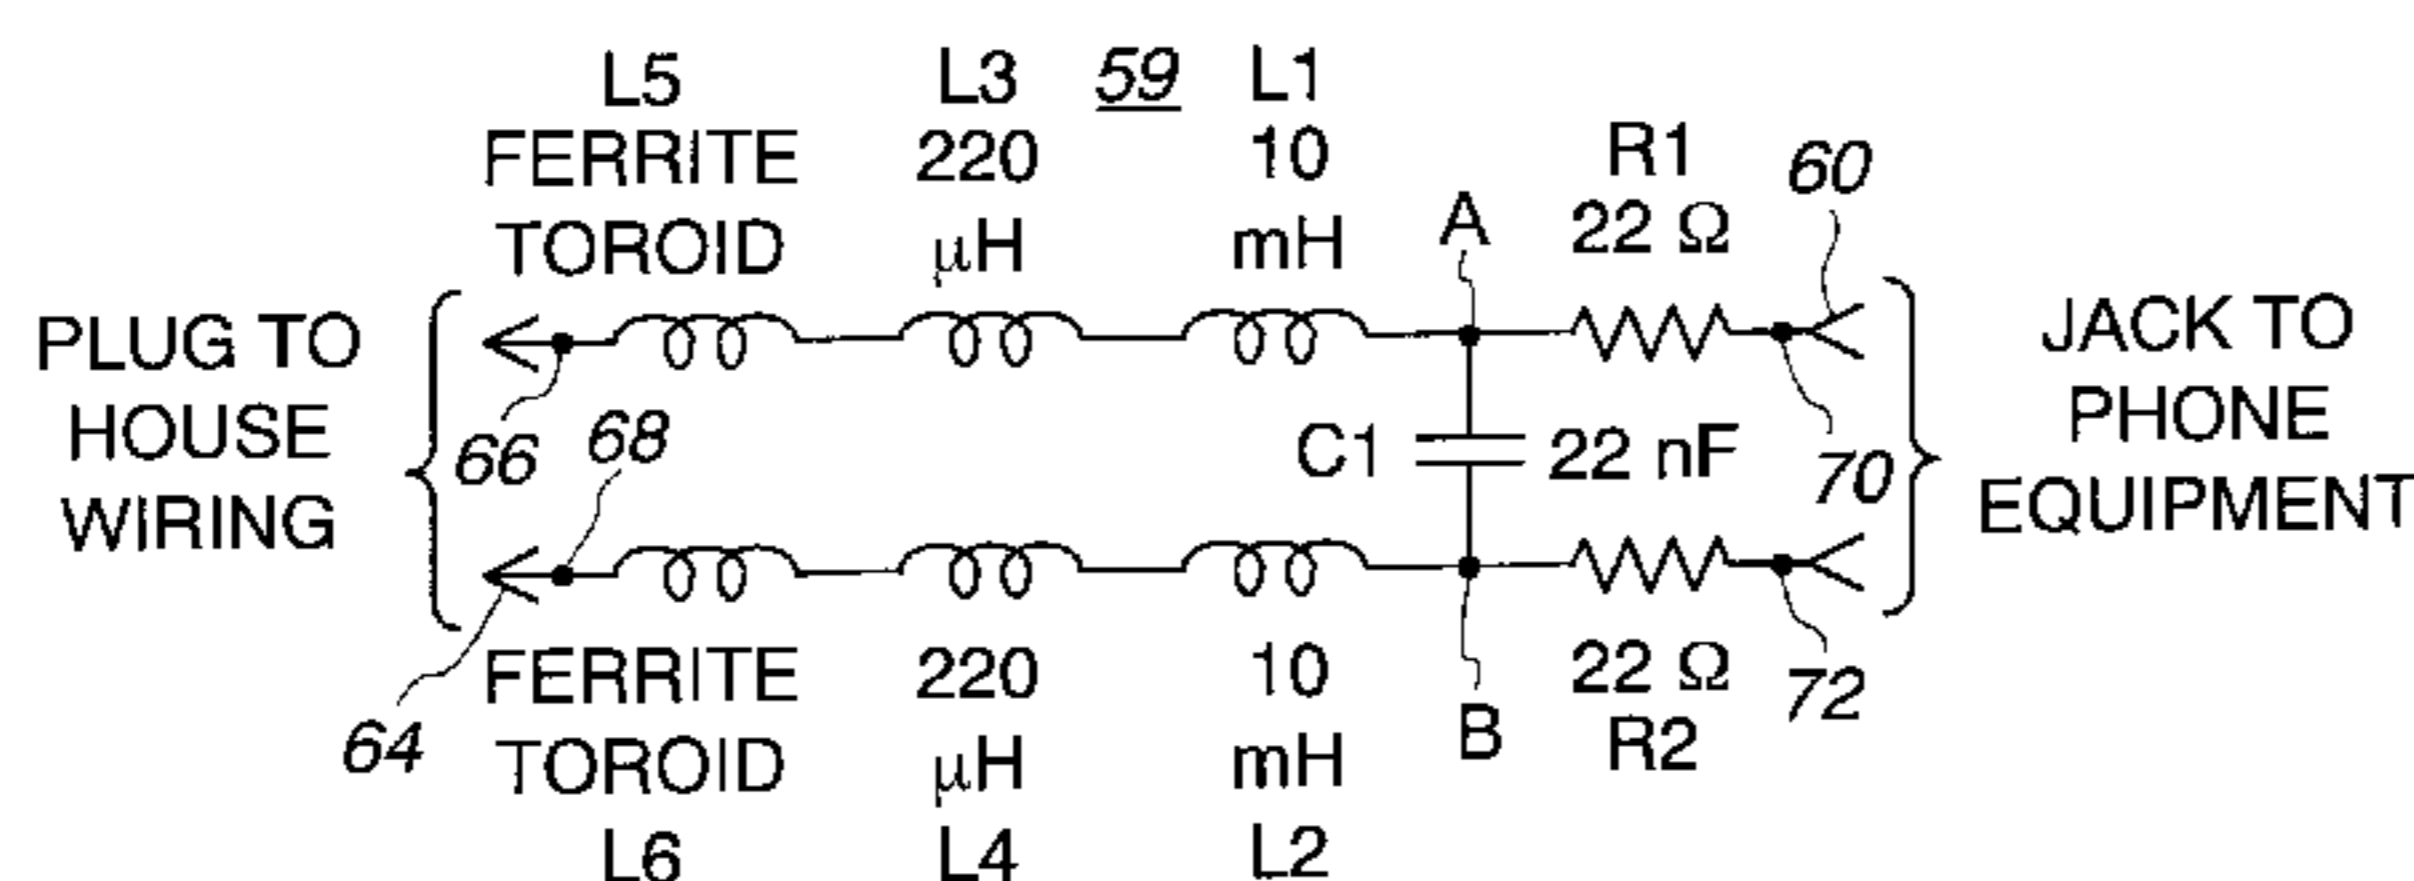 L5
FERRITE
TOROID
L3
220
μH
59
L1
10
mH
A
R1
22 Ω
60
PLUG TO
HOUSE
WIRING
66
68
C1
22 nF
70
JACK TO
PHONE
EQUIPMENT
64
FERRITE
TOROID
L6
220
μH
L4
10
mH
L2
B
22 Ω
R2
72